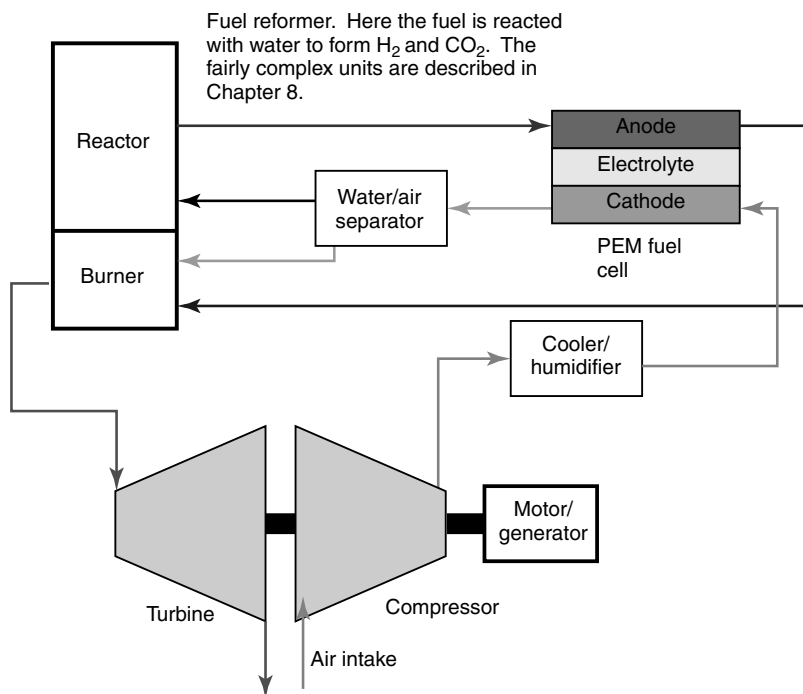 Fuel reformer. Here the fuel is reacted
with water to form H₂ and CO₂. The
fairly complex units are described in
Chapter 8.
Reactor
Anode
Electrolyte
Cathode
Water/air
separator
PEM fuel
cell
Burner
Cooler/
humidifier
Motor/
generator
Turbine
Compressor
Air intake